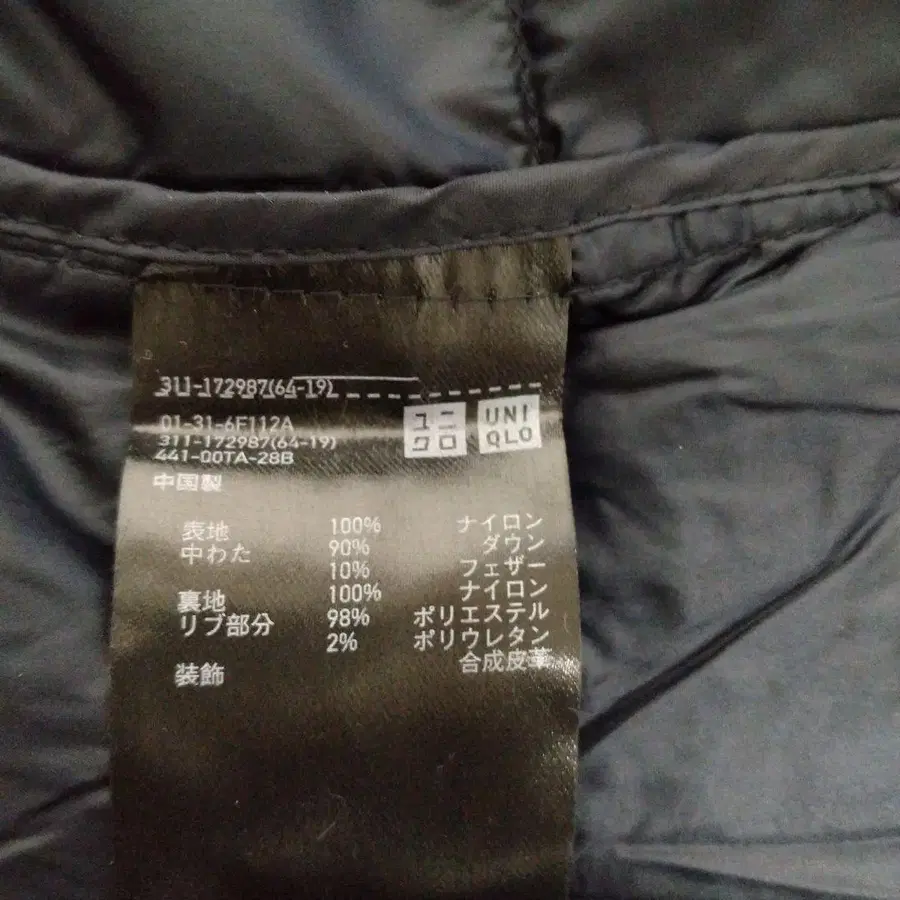 311-172987(64-19)
01-31-6F112A
311-172987(64-19)
441-00TA-28B
ユニ
クロ
UNI
QLO
中国製
表地 100% ナイロン
中わた 90% ダウン
10% フェザー
裏地 100% ナイロン
リブ部分 98% ポリエステル
2% ポリウレタン
装飾 合成皮革